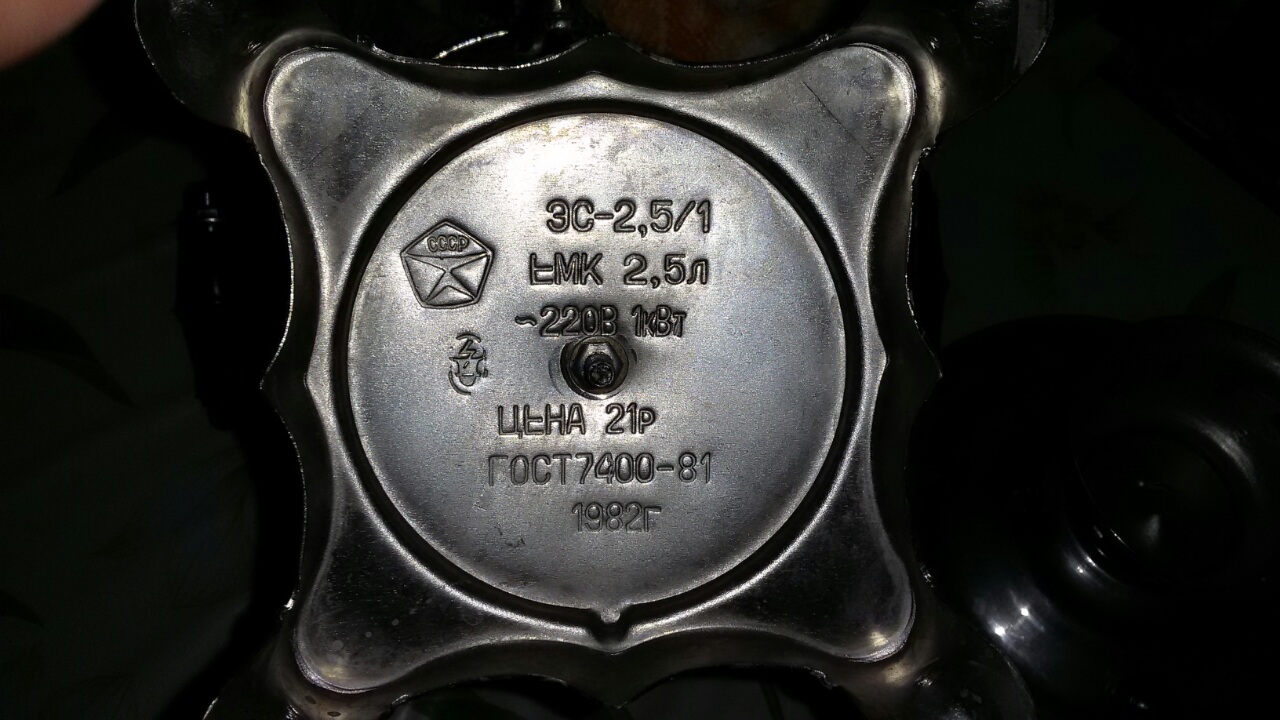 ЭС-2,5/1
СССР
ЕМК 2,5л
~220В 1кВт
ЦЕНА 21р
ГОСТ7400-81
1982г